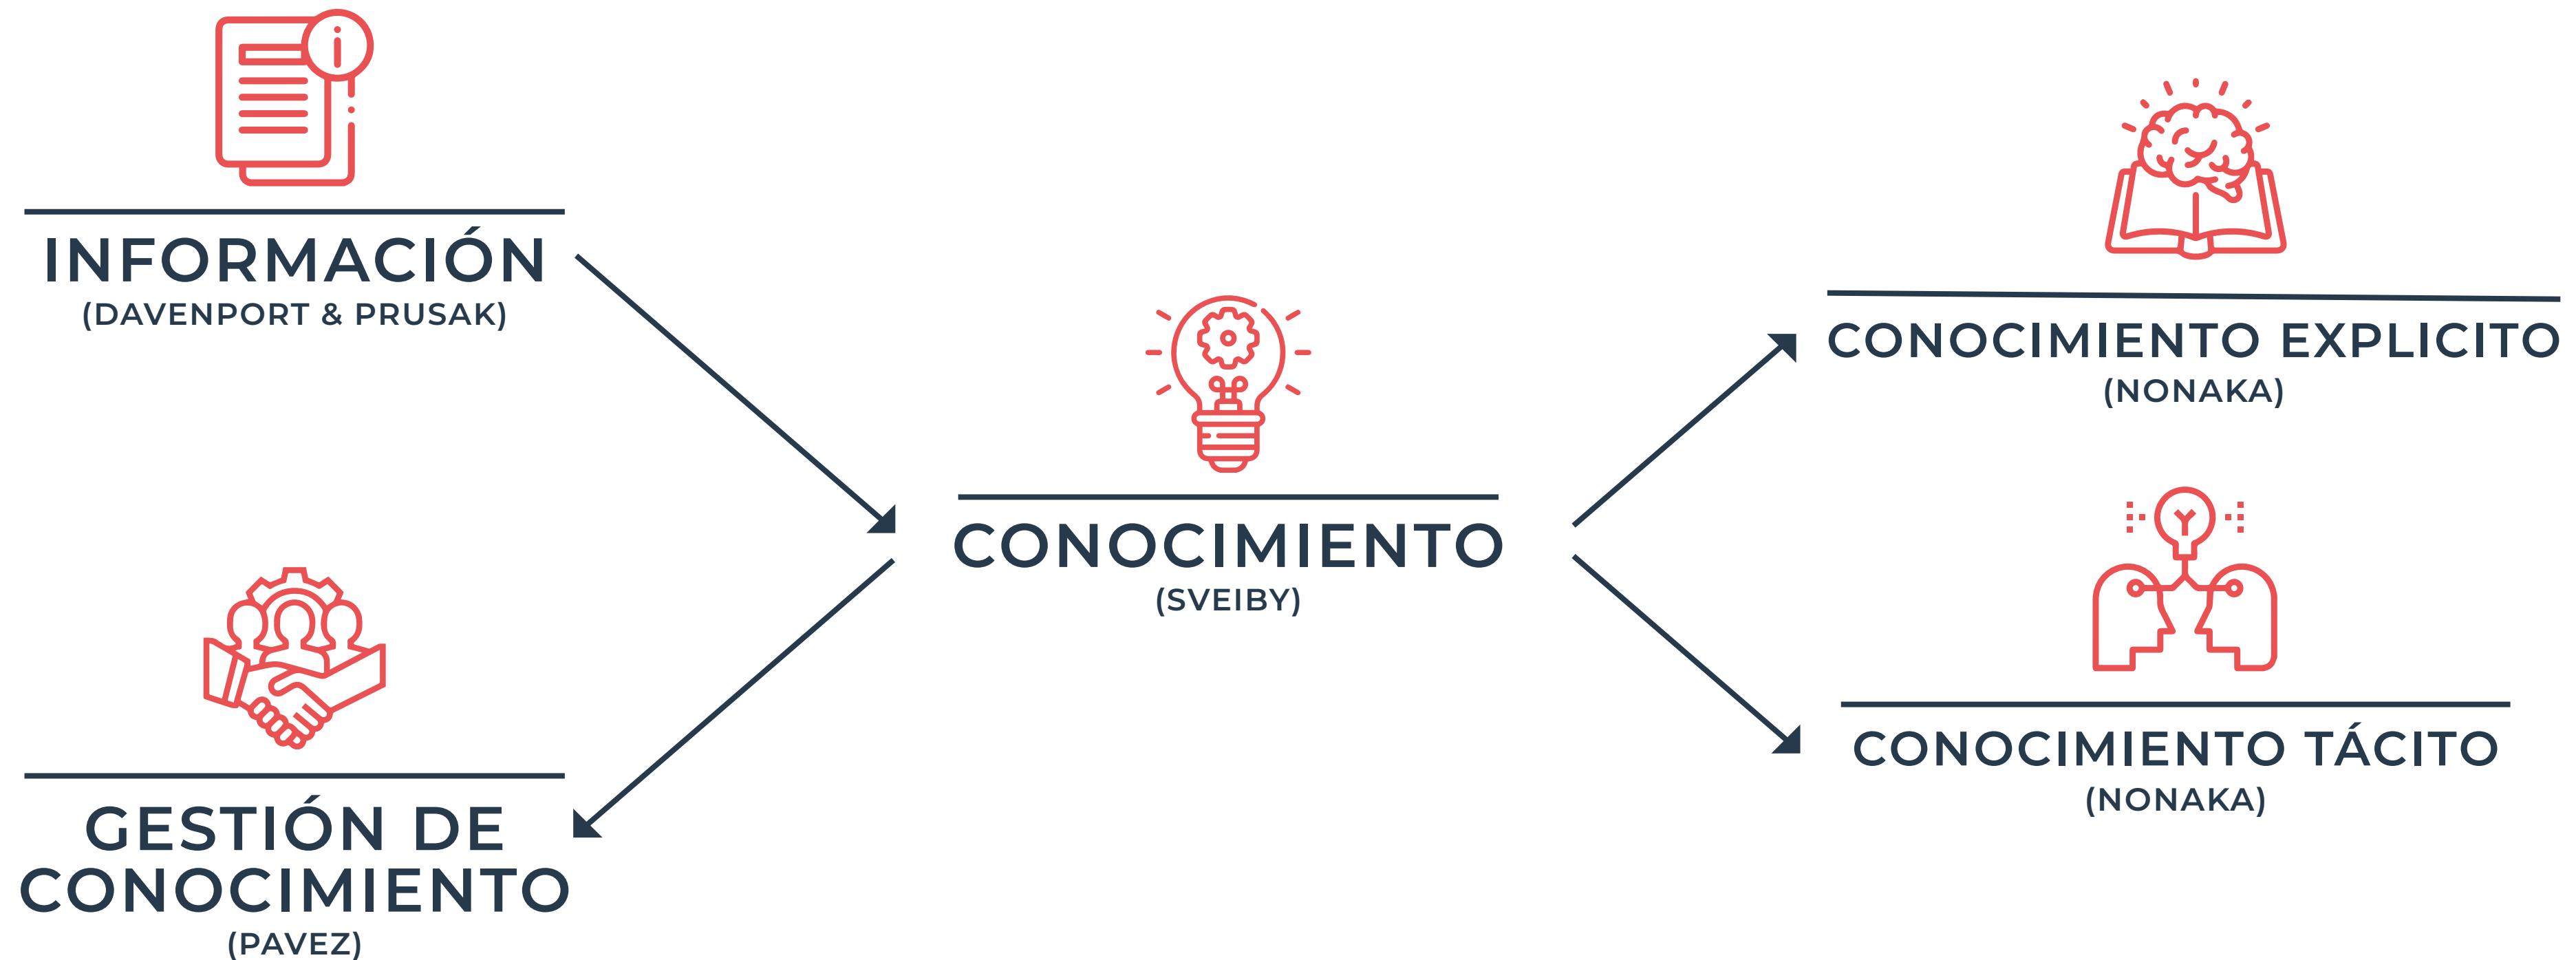 INFORMACIÓN
(DAVENPORT & PRUSAK)
GESTIÓN DE
CONOCIMIENTO
(PAVEZ)
CONOCIMIENTO
(SVEIBY)
CONOCIMIENTO EXPLICITO
(NONAKA)
CONOCIMIENTO TÁCITO
(NONAKA)